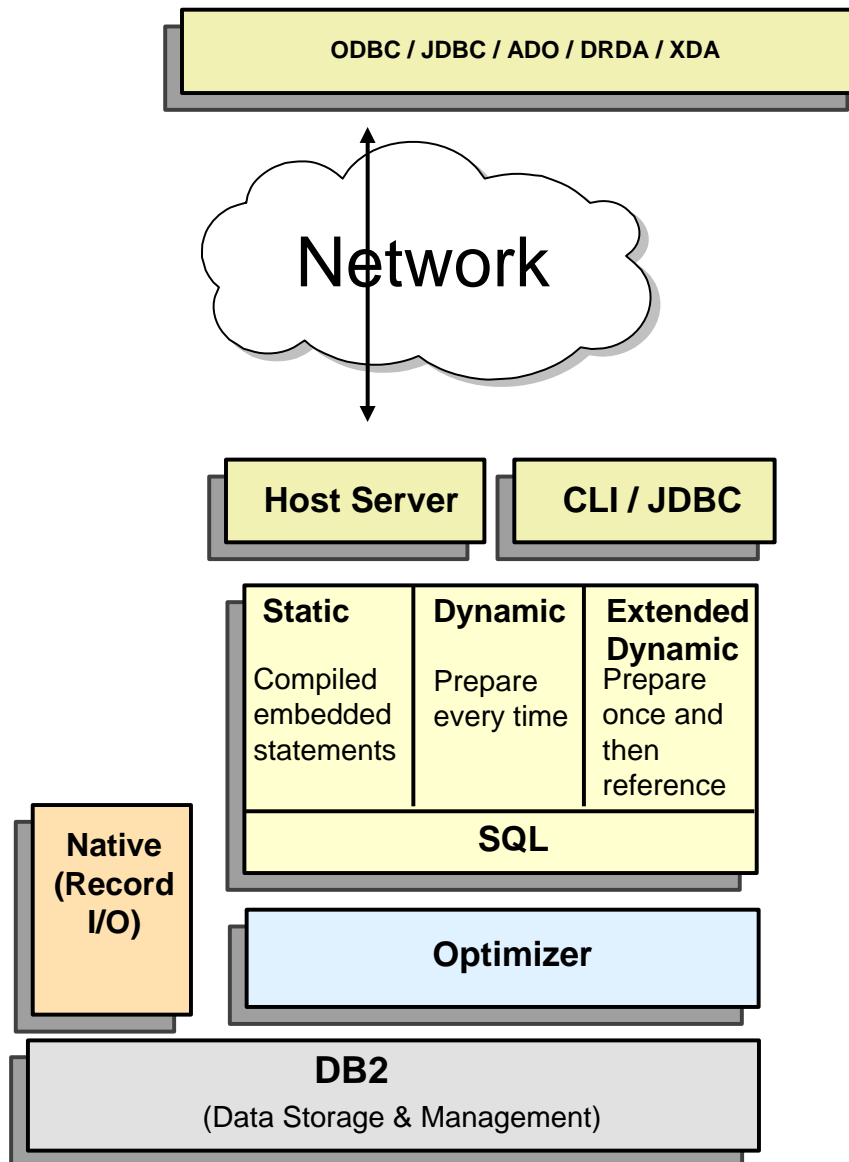 ODBC / JDBC / ADO / DRDA / XDA
Network
Host Server
CLI / JDBC
Static
Compiled
embedded
statements
Dynamic
Prepare
every time
Extended
Dynamic
Prepare
once and
then
reference
SQL
Native
(Record
I/O)
Optimizer
DB2
(Data Storage & Management)